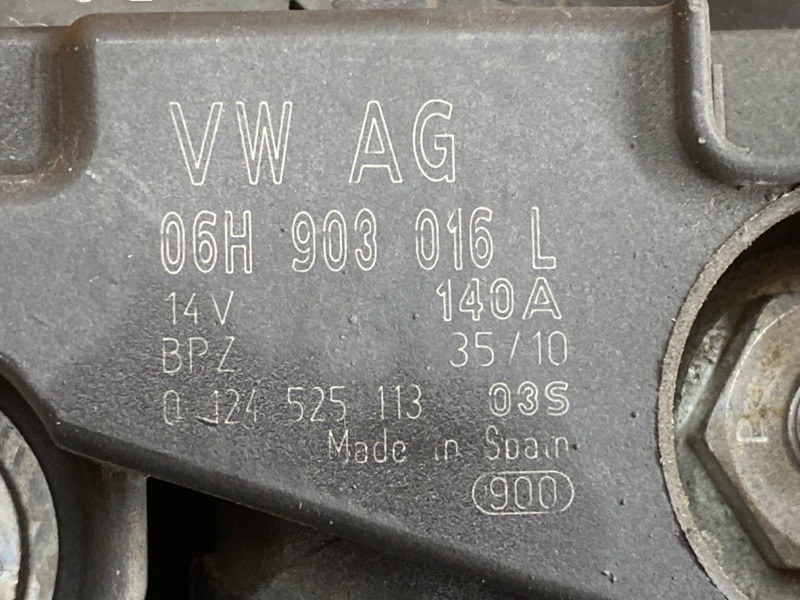 VW AG
06H 903 016 L
14V 140A
BPZ 35/10
0 124 525 113 03S
Made in Spain
900